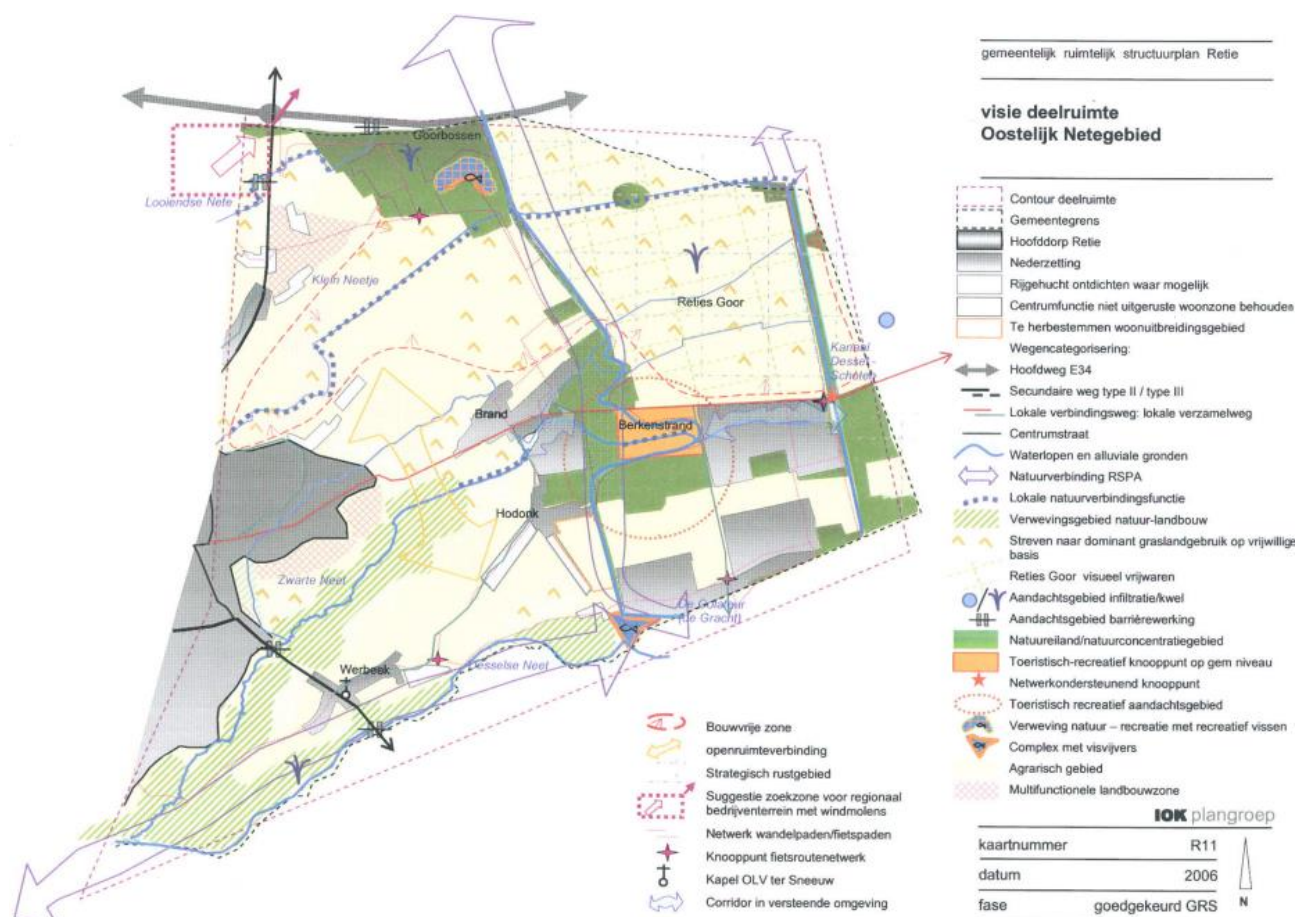 gemeentelijk ruimtelijk structuurplan Retie
visie deelruimte
Oostelijk Netegebied
Contour deelruimte
Gemeentegrens
Hoofddorp Retie
Nederzetting
Rijgehucht ontdichten waar mogelijk
Centrumfunctie niet uitgeruste woonzone behouden
Te herbestemmen woonuitbreidingsgebied
Wegencategorisering:
Hoofdweg E34
Secundaire weg type II / type III
Lokale verbindingsweg: lokale verzamelweg
Centrumstraat
Waterlopen en alluviale gronden
Natuurverbinding RSPA
Lokale natuurverbindingsfunctie
Verwevingsgebied natuur-landbouw
Streven naar dominant graslandgebruik op vrijwillige
basis
Reties Goor visueel vrijwaren
Aandachtsgebied infiltratie/kwel
Aandachtsgebied barrièrewerking
Natuureiland/natuurconcentratiegebied
Toeristisch-recreatief knooppunt op gem niveau
Netwerkondersteunend knooppunt
Toeristisch recreatief aandachtsgebied
Verweving natuur – recreatie met recreatief vissen
Complex met visvijvers
Agrarisch gebied
Multifunctionele landbouwzone
Bouwvrije zone
openruimteverbinding
Strategisch rustgebied
Suggestie zoekzone voor regionaal
bedrijventerrein met windmolens
Netwerk wandelpaden/fietspaden
Knooppunt fietsroutenetwerk
Kapel OLV ter Sneeuw
Corridor in versteende omgeving
IOK plangroep
kaartnummer R11
datum 2006
fase goedgekeurd GRS
N
Goorbossen
Looiendse Nete
Klein Neetje
Reties Goor
Kanaal
Dessel-
Schoten
Brand
Berkenstrand
Hodonk
Zwarte Neet
De Golfaur
(de Gracht)
Werbeek
Desselse Neet